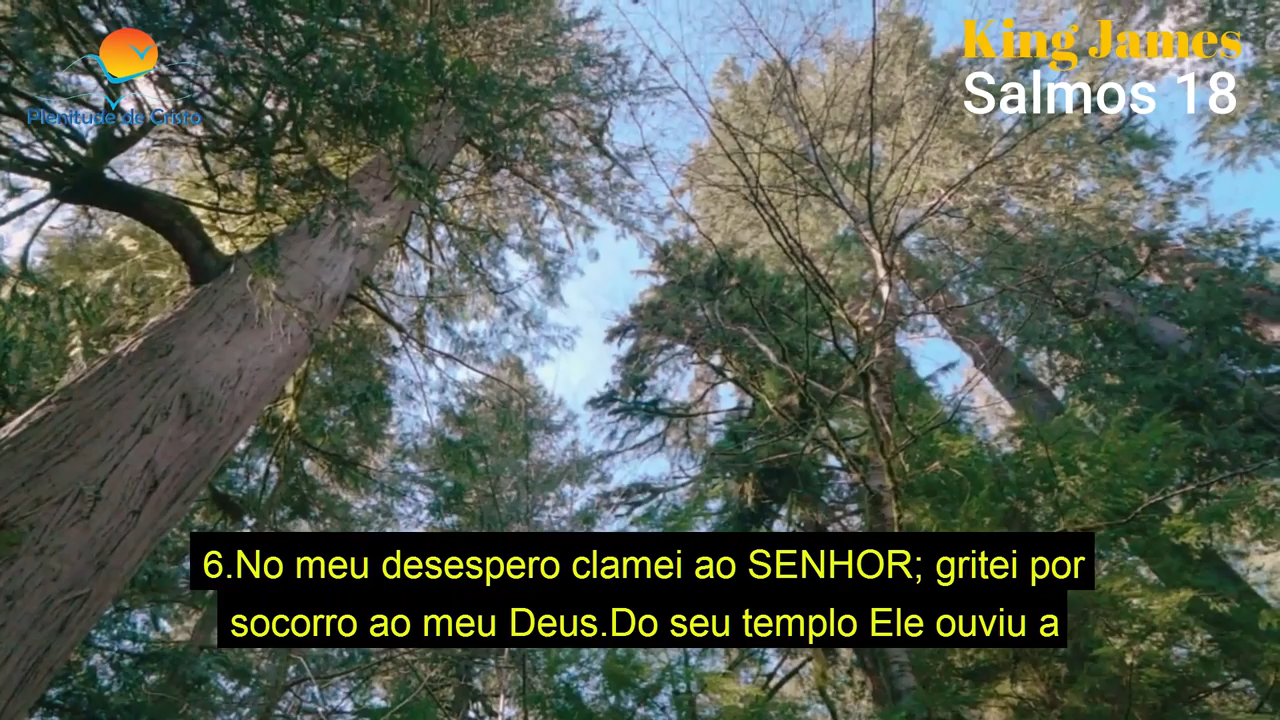 King James
Salmos 18
Plenitude de Cristo
6.No meu desespero clamei ao SENHOR; gritei por
socorro ao meu Deus.Do seu templo Ele ouviu a